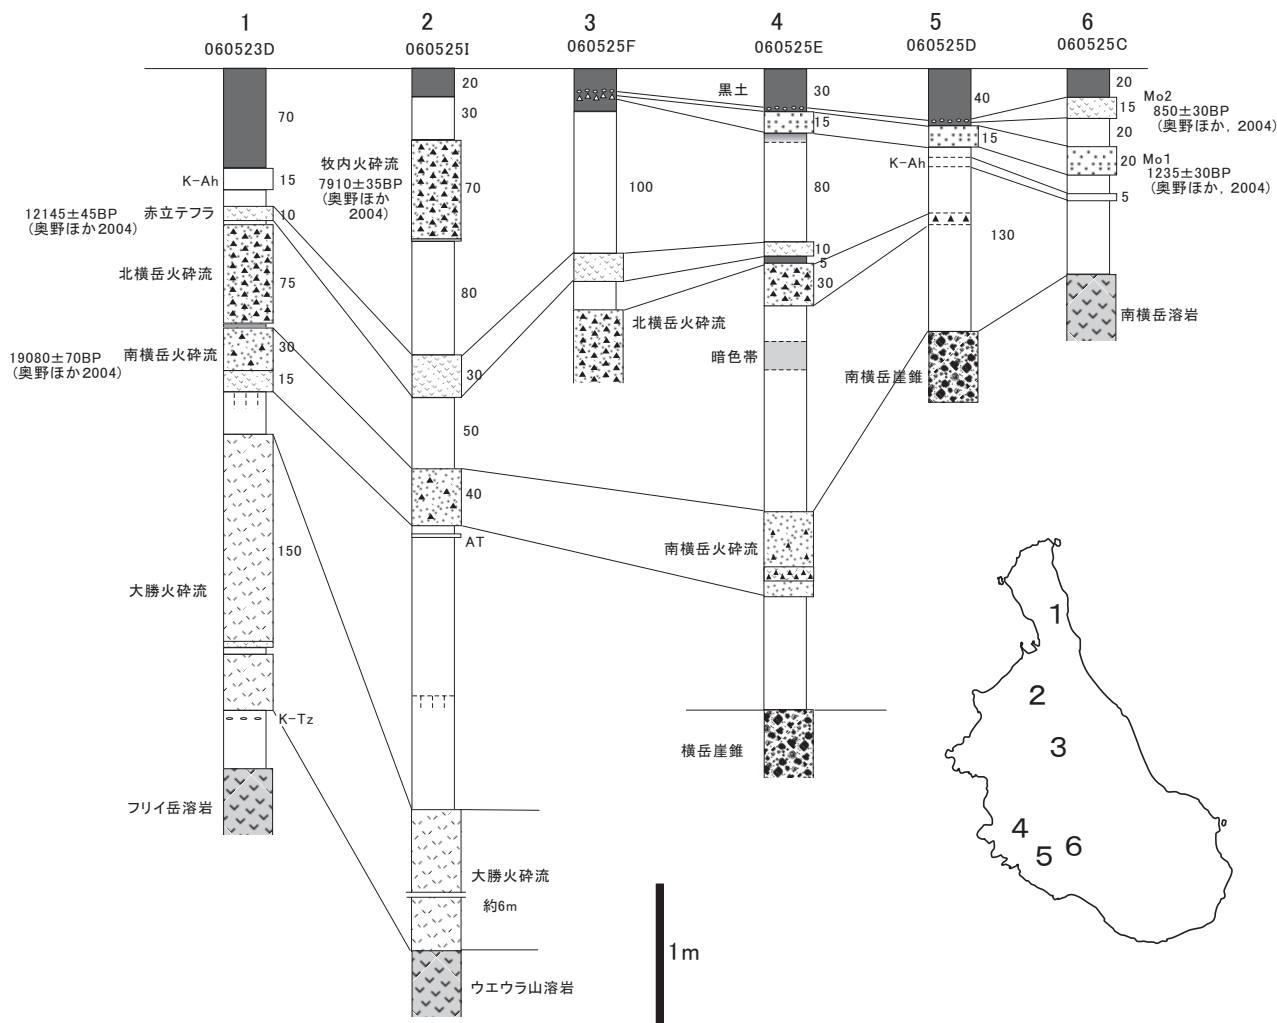 1
060523D
2
060525I
3
060525F
4
060525E
5
060525D
6
060525C
70
K-Ah
15
12145±45BP
(奥野ほか2004)
赤立テフラ
10
北横岳火砕流
75
19080±70BP
(奥野ほか2004)
南横岳火砕流
30
15
150
大勝火砕流
K-Tz
フリイ岳溶岩
20
30
牧内火砕流
7910±35BP
(奥野ほか
2004)
70
80
30
50
40
AT
大勝火砕流
約6m
ウエウラ山溶岩
100
北横岳火砕流
黒土
30
15
80
10
5
30
暗色帯
南横岳火砕流
横岳崖錐
40
15
K-Ah
130
南横岳崖錐
20
15
Mo2
850±30BP
(奥野ほか, 2004)
20
20
Mo1
1235±30BP
(奥野ほか, 2004)
5
南横岳溶岩
1m
1
2
3
4
5
6